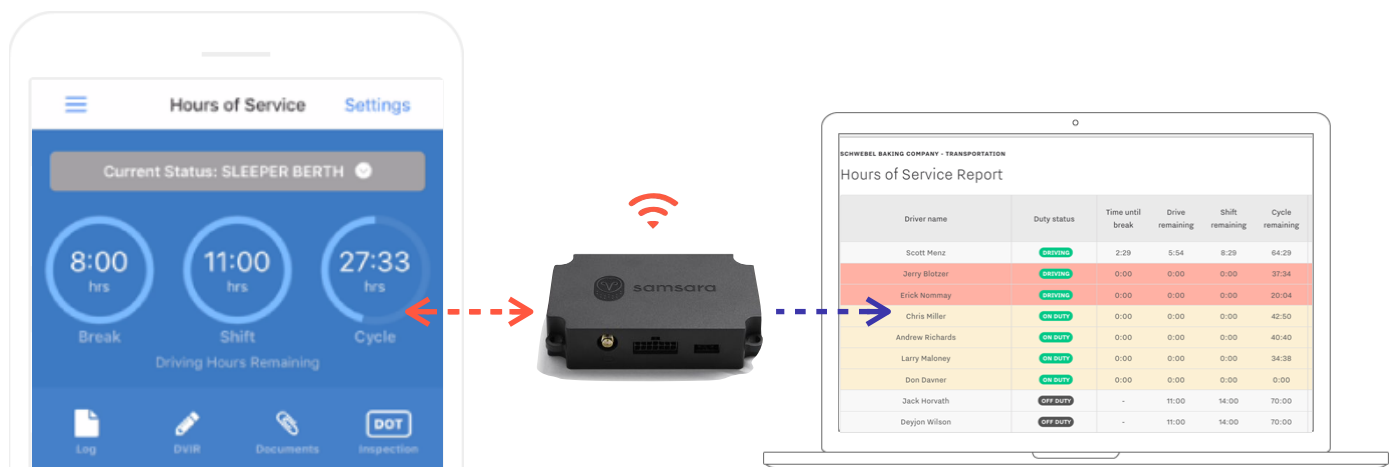 Hours of Service Settings
Current Status: SLEEPER BERTH
8:00 11:00 27:33
hrs hrs hrs
Break Shift Cycle
Driving Hours Remaining
Log DVIR Documents DOT Inspection
samsara
SCHWEBEL BAKING COMPANY - TRANSPORTATION
Hours of Service Report
Driver name Duty status Time until break Drive remaining Shift remaining Cycle remaining
Scott Menz DRIVING 2:29 5:54 8:29 64:29
Jerry Blotzer DRIVING 0:00 0:00 0:00 37:34
Erick Nommay DRIVING 0:00 0:00 0:00 20:04
Chris Miller ON DUTY 0:00 0:00 0:00 42:50
Andrew Richards ON DUTY 0:00 0:00 0:00 40:40
Larry Maloney ON DUTY 0:00 0:00 0:00 34:38
Don Davner ON DUTY 0:00 0:00 0:00 0:00
Jack Horvath OFF DUTY - 11:00 14:00 70:00
Deyjon Wilson OFF DUTY - 11:00 14:00 70:00